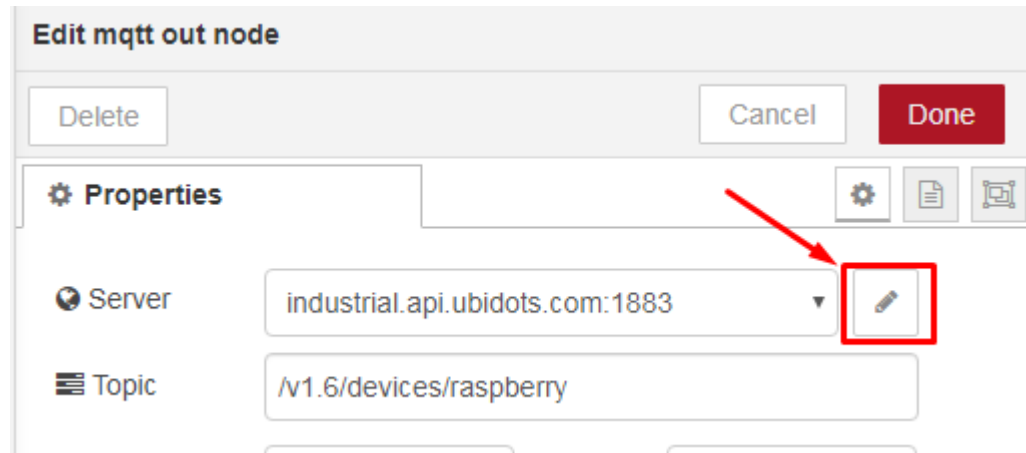 Edit mqtt out node
Delete Cancel Done
Properties
Server industrial.api.ubidots.com:1883
Topic /v1.6/devices/raspberry